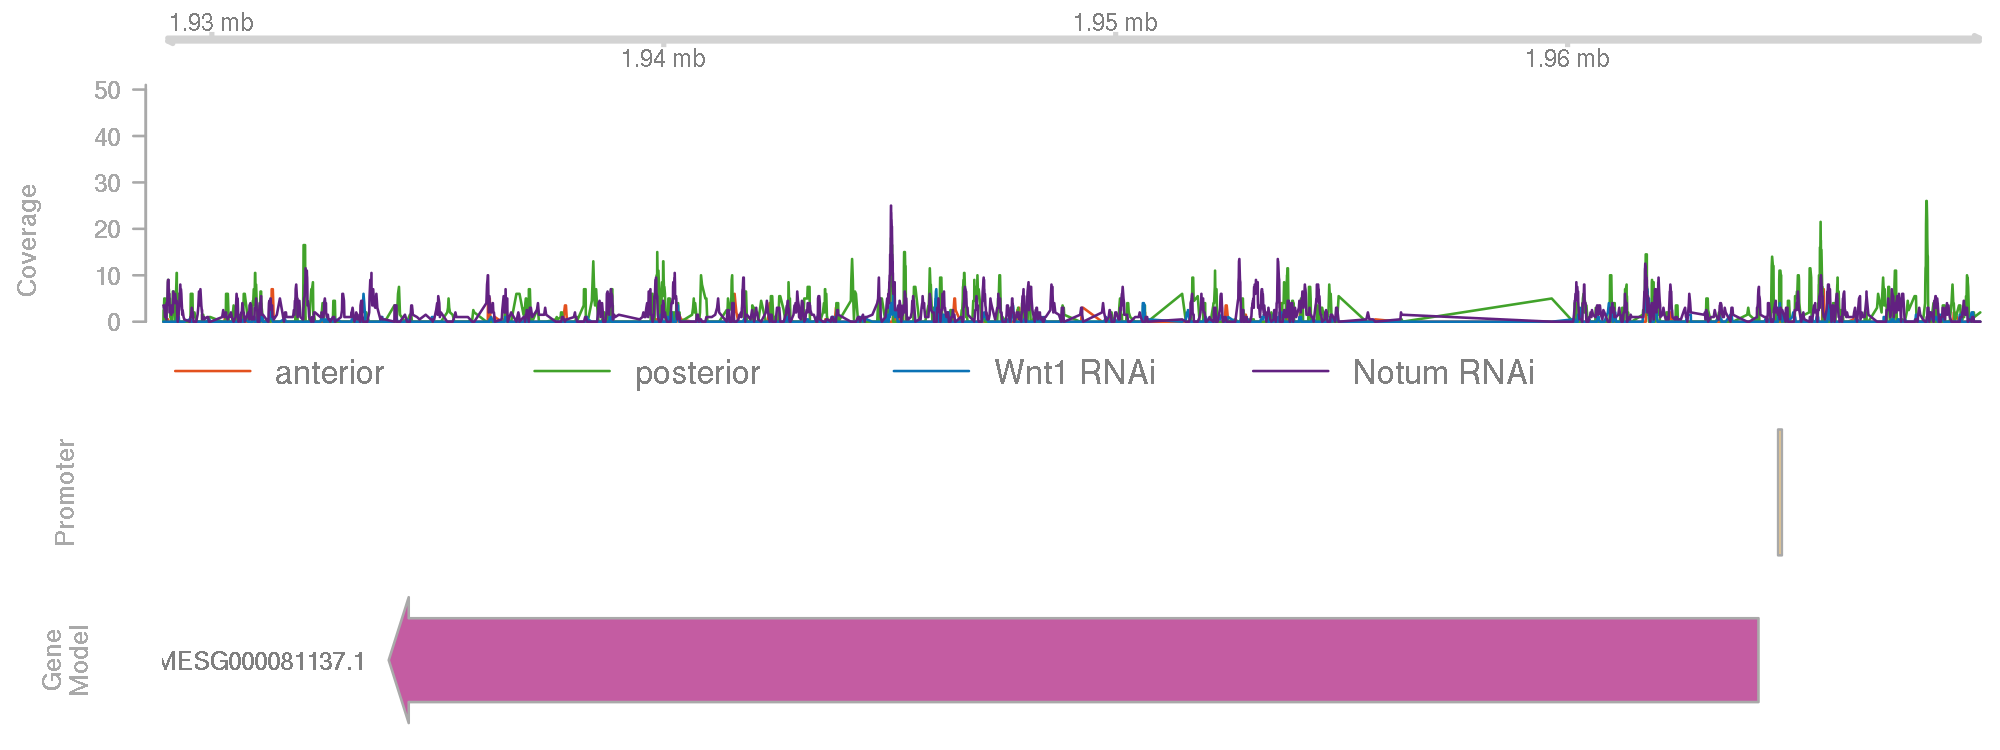 1.93 mb
1.95 mb
1.94 mb
1.96 mb
50
40
30
20
10
0
Coverage
anterior
posterior
Wnt1 RNAi
Notum RNAi
Promoter
Gene
Model
MESG000081137.1